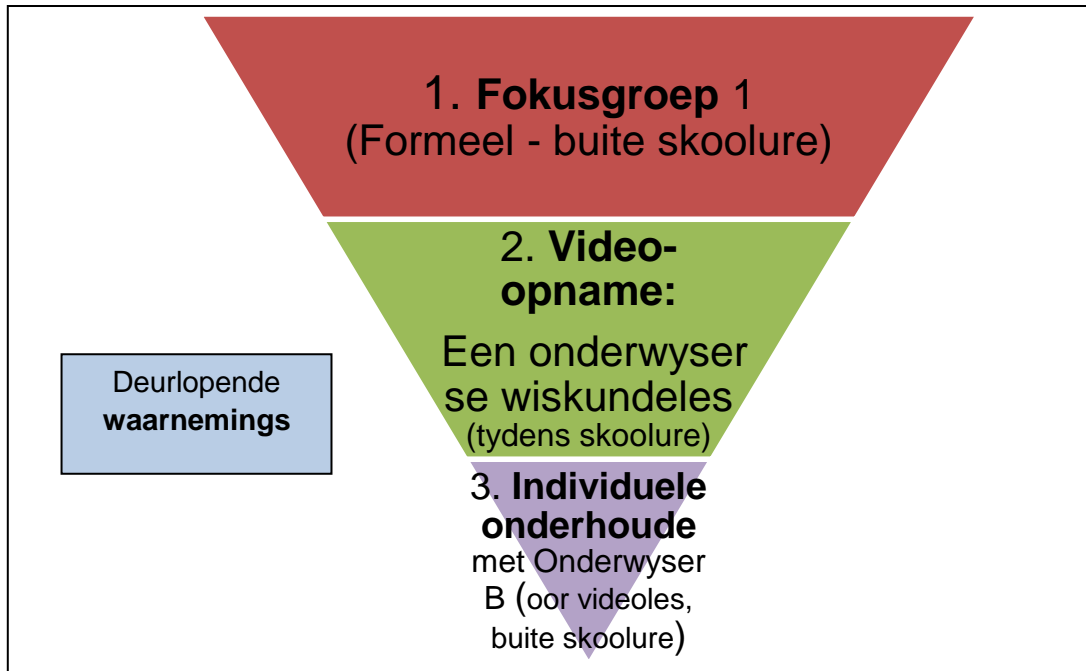 1. Fokusgroep 1
(Formeel - buite skoolure)
2. Video-
opname:
Een onderwyser
se wiskundeles
(tydens skoolure)
Deurlopende
waarnemings
3. Individuele
onderhoude
met Onderwyser
B (oor videoles,
buite skoolure)